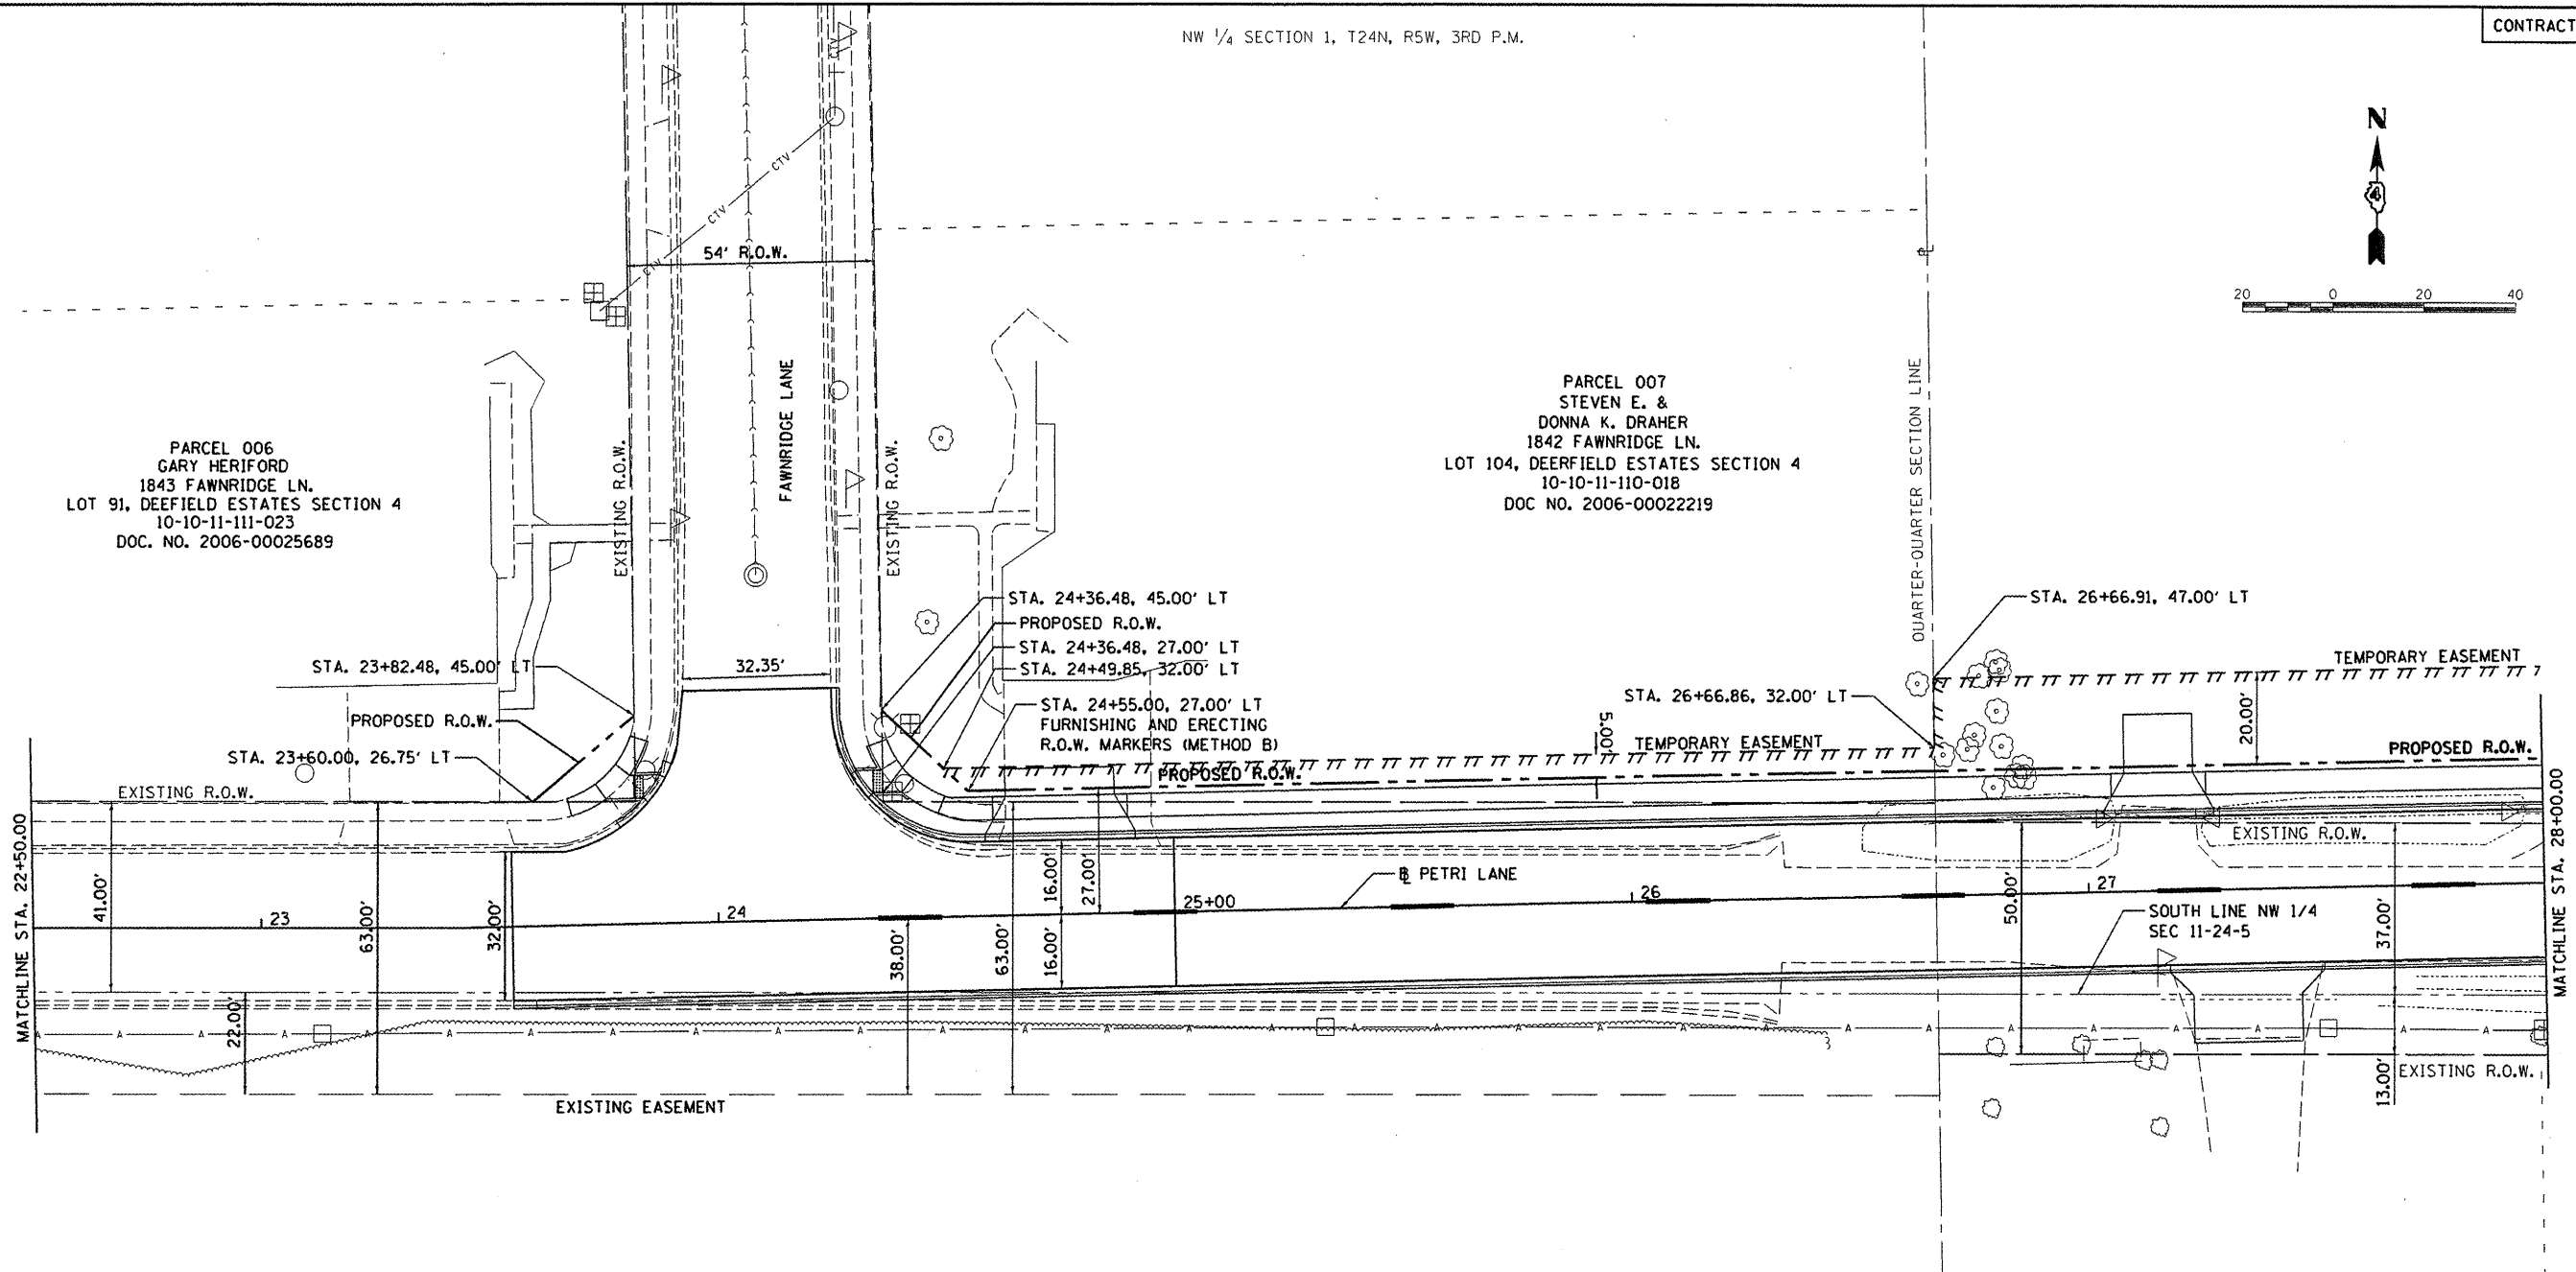 NW 1/4 SECTION 1, T24N, R5W, 3RD P.M.
CONTRACT
N
4
20 0 20 40
CTV
CTV
CTV
54' R.O.W.
FAWNRIDGE LANE
EXISTING R.O.W.
EXISTING R.O.W.
PARCEL 006
GARY HERIFORD
1843 FAWNRIDGE LN.
LOT 91, DEEFIELD ESTATES SECTION 4
10-10-11-111-023
DOC. NO. 2006-00025689
PARCEL 007
STEVEN E. &
DONNA K. DRAHER
1842 FAWNRIDGE LN.
LOT 104, DEERFIELD ESTATES SECTION 4
10-10-11-110-018
DOC NO. 2006-00022219
QUARTER-QUARTER SECTION LINE
STA. 24+36.48, 45.00' LT
PROPOSED R.O.W.
STA. 24+36.48, 27.00' LT
STA. 24+49.85, 32.00' LT
STA. 24+55.00, 27.00' LT
FURNISHING AND ERECTING
R.O.W. MARKERS (METHOD B)
STA. 23+82.48, 45.00' LT
32.35'
PROPOSED R.O.W.
STA. 23+60.00, 26.75' LT
EXISTING R.O.W.
STA. 26+66.91, 47.00' LT
STA. 26+66.86, 32.00' LT
TEMPORARY EASEMENT
TEMPORARY EASEMENT
20.00'
5.00'
PROPOSED R.O.W.
PROPOSED R.O.W.
EXISTING R.O.W.
MATCHLINE STA. 22+50.00
MATCHLINE STA. 28+00.00
41.00'
63.00'
32.00'
22.00'
38.00'
63.00'
16.00'
27.00'
16.00'
50.00'
37.00'
13.00'
23
24
25+00
26
27
BL PETRI LANE
SOUTH LINE NW 1/4
SEC 11-24-5
A A A A A A A A A A A A A A A A A A A A A A A A A A A A
EXISTING R.O.W.
EXISTING EASEMENT